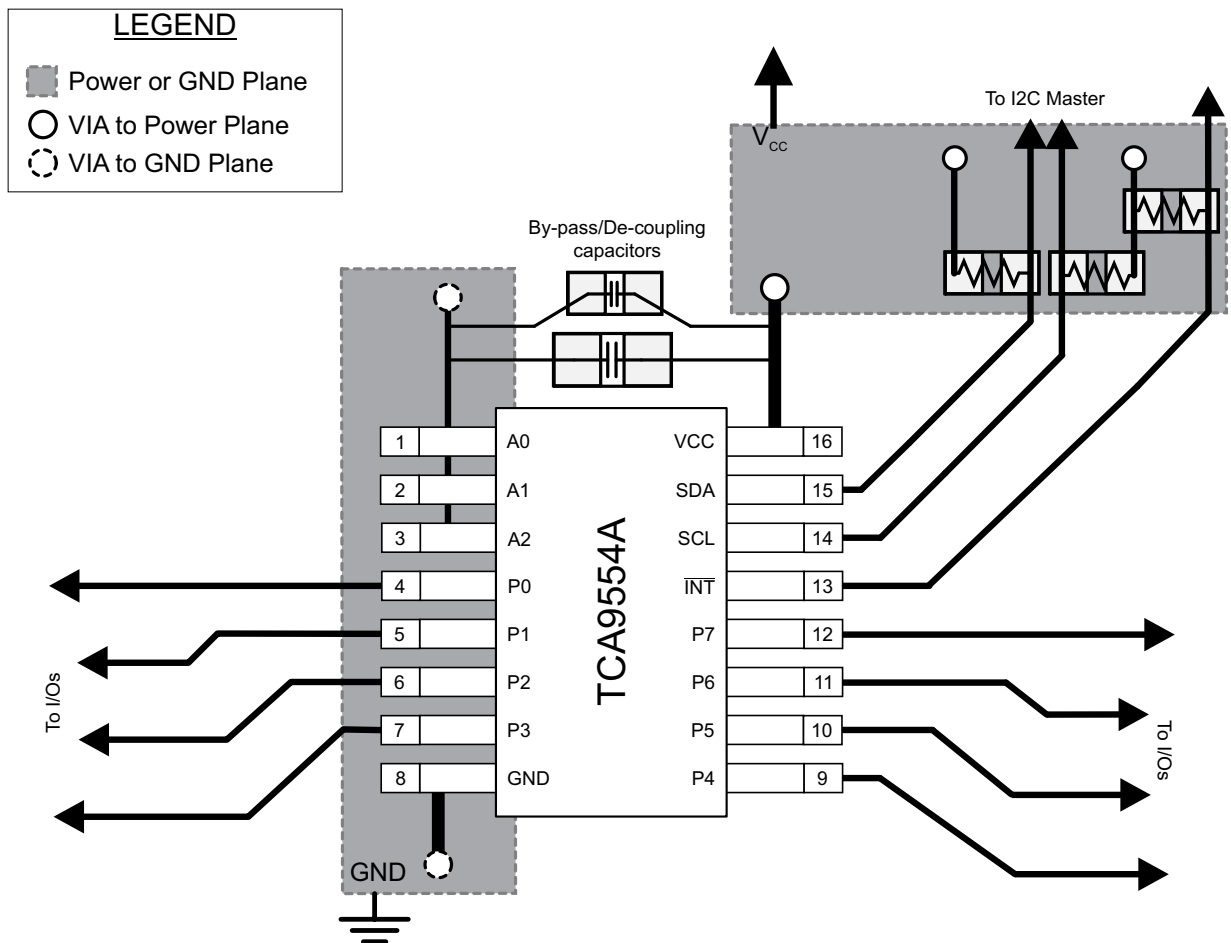 LEGEND
Power or GND Plane
VIA to Power Plane
VIA to GND Plane
To I2C Master
VCC
By-pass/De-coupling
capacitors
1 A0 VCC 16
2 A1 SDA 15
3 A2 SCL 14
4 P0 INT 13
5 P1 P7 12
6 P2 P6 11
7 P3 P5 10
8 GND P4 9
TCA9554A
To I/Os
To I/Os
GND